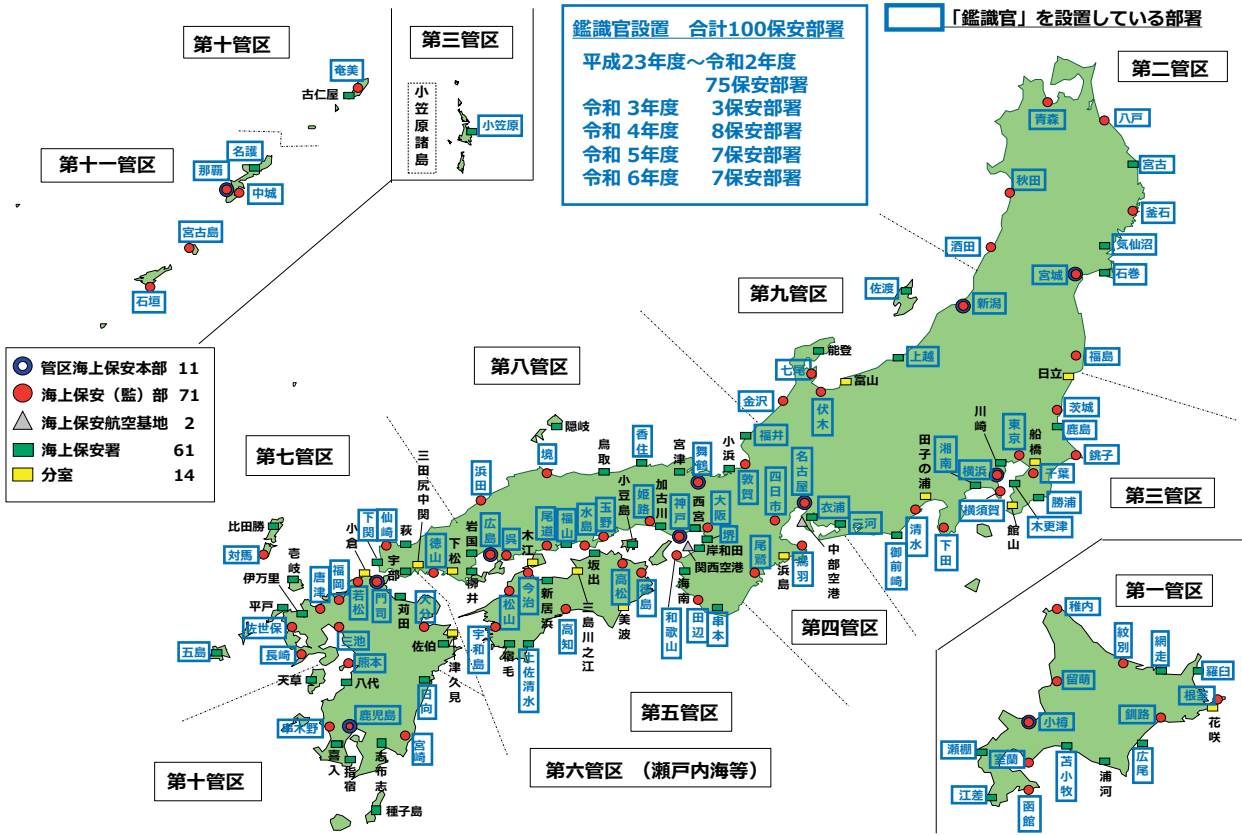 鑑識官設置 合計100保安部署
平成23年度～令和2年度
75保安部署
令和 3年度 3保安部署
令和 4年度 8保安部署
令和 5年度 7保安部署
令和 6年度 7保安部署
「鑑識官」を設置している部署
第十管区
奄美
古仁屋
第三管区
小笠原諸島
小笠原
第十一管区
名護
那覇
中城
宮古島
石垣
管区海上保安本部 11
海上保安（監）部 71
海上保安航空基地 2
海上保安署 61
分室 14
第二管区
青森
八戸
宮古
秋田
釜石
酒田
気仙沼
宮城
石巻
福島
第九管区
佐渡
新潟
上越
能登
七尾
富山
伏木
金沢
第三管区
日立
茨城
鹿島
銚子
船橋
東京
千葉
川崎
湘南
横浜
横須賀
勝浦
木更津
館山
田子の浦
清水
下田
御前崎
第四管区
名古屋
衣浦
三河
中部空港
四日市
鳥羽
浜島
尾鷲
第八管区
福井
敦賀
小浜
舞鶴
宮津
香住
鳥取
隠岐
境
浜田
第五管区
姫路
加古川
神戸
西宮
大阪
堺
岸和田
関西空港
海南
和歌山
田辺
串本
徳島
美波
高知
土佐清水
宿毛
第六管区 （瀬戸内海等）
小豆島
玉野
水島
福山
尾道
木江
呉
広島
岩国
柳井
下松
徳山
三田尻中関
高松
坂出
三島川之江
新居浜
今治
松山
宇和島
第七管区
萩
仙崎
宇部
下関
小倉
門司
若松
苅田
福岡
唐津
壱岐
比田勝
対馬
伊万里
平戸
佐世保
長崎
五島
三池
大分
佐伯
津久見
第十管区
熊本
八代
天草
日向
鹿児島
串木野
喜入
指宿
志布志
宮崎
種子島
第一管区
稚内
紋別
網走
羅臼
根室
花咲
留萌
釧路
小樽
広尾
瀬棚
室蘭
苫小牧
浦河
江差
函館